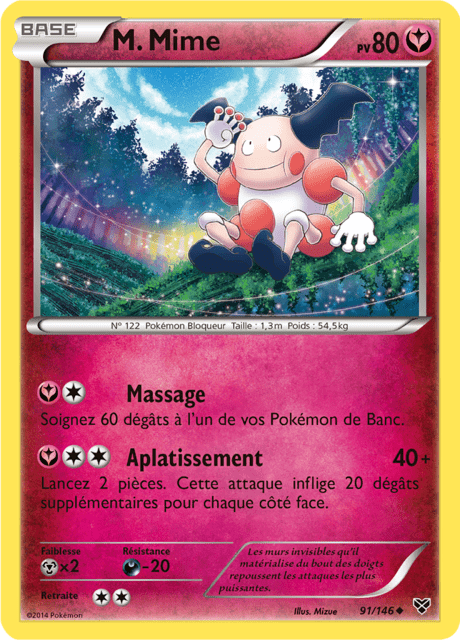 BASE
M. Mime
PV80
N° 122 Pokémon Bloqueur Taille : 1,3m Poids : 54,5kg
Massage
Soignez 60 dégâts à l'un de vos Pokémon de Banc.
Aplatissement 40+
Lancez 2 pièces. Cette attaque inflige 20 dégâts
supplémentaires pour chaque côté face.
Faiblesse
×2
Résistance
-20
Retraite
Les murs invisibles qu'il
matérialise du bout des doigts
repoussent les attaques les plus
puissantes.
©2014 Pokémon
Illus. Mizue
91/146
XY